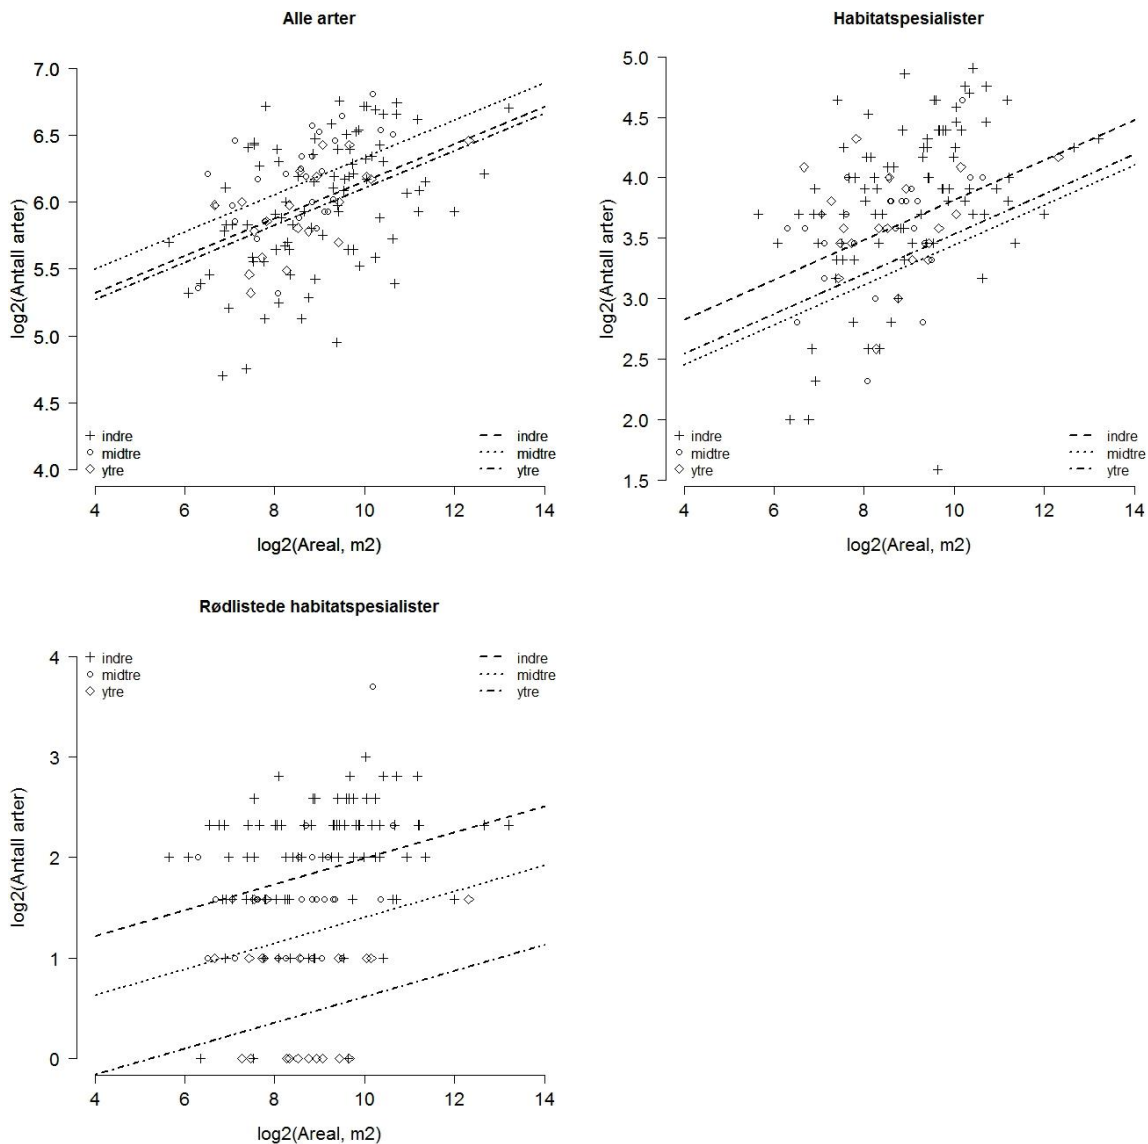 Alle arter
log2(Antall arter)
7.0
6.5
6.0
5.5
5.0
4.5
4.0
indre
midtre
ytre
indre
midtre
ytre
4 6 8 10 12 14
log2(Areal, m2)
Habitatspesialister
log2(Antall arter)
5.0
4.5
4.0
3.5
3.0
2.5
2.0
1.5
indre
midtre
ytre
indre
midtre
ytre
4 6 8 10 12 14
log2(Areal, m2)
Rødlistede habitatspesialister
log2(Antall arter)
4
3
2
1
0
indre
midtre
ytre
indre
midtre
ytre
4 6 8 10 12 14
log2(Areal, m2)